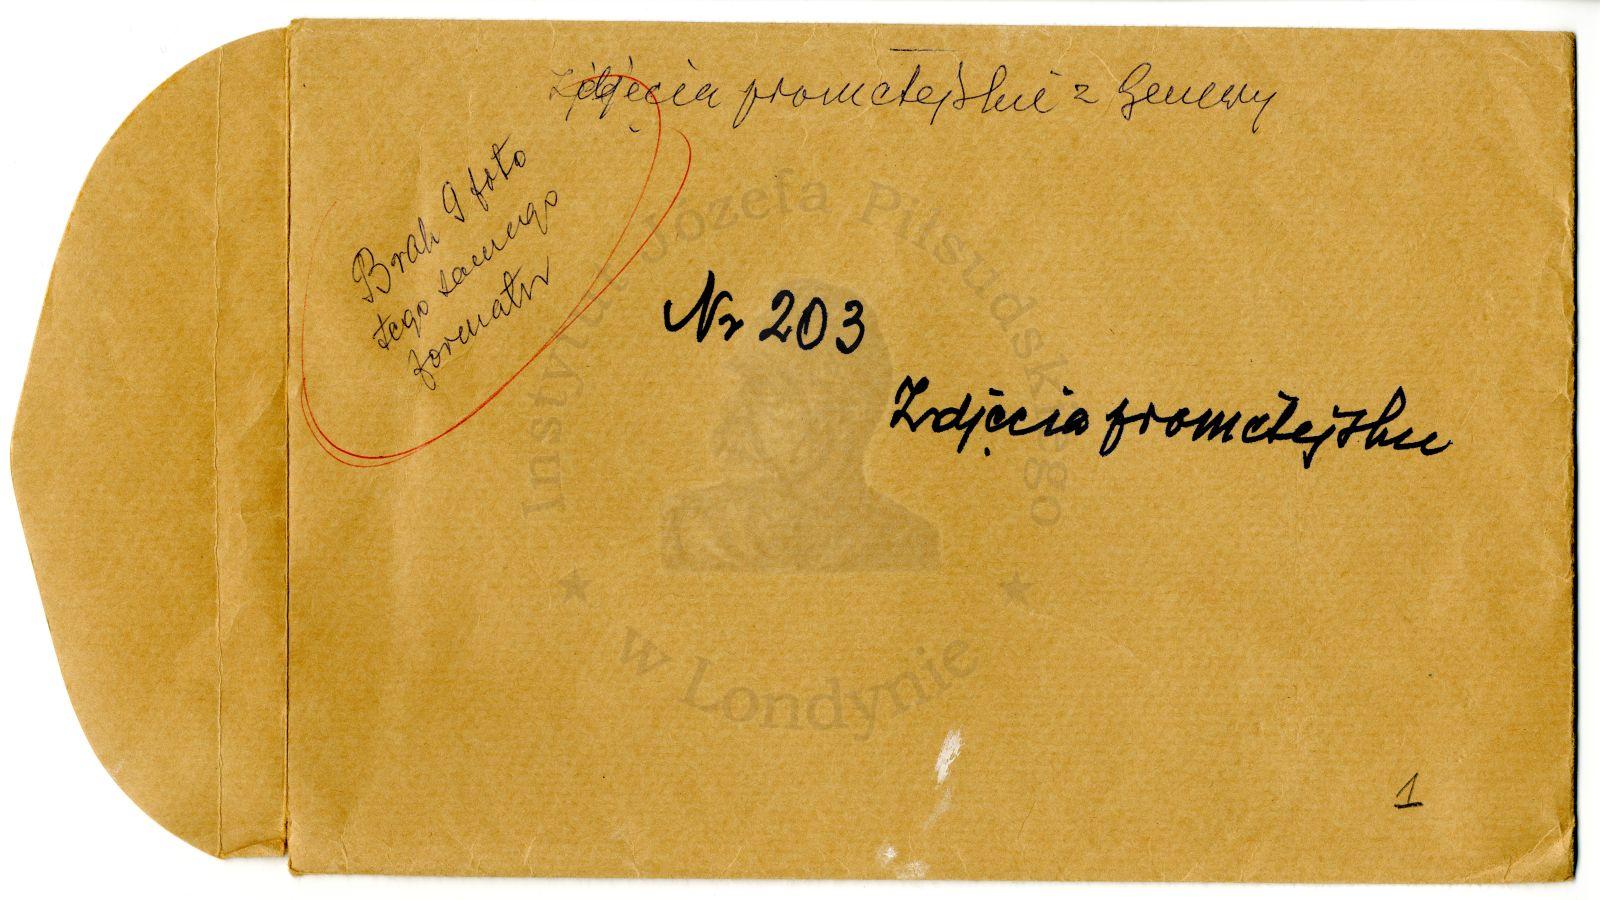 Zdjęcia prometejskie z Genewy
Brak 9 foto
tego samego
formatu
Nr 203
Zdjęcia prometejskie
Instytut Józefa Piłsudskiego
w Londynie
1